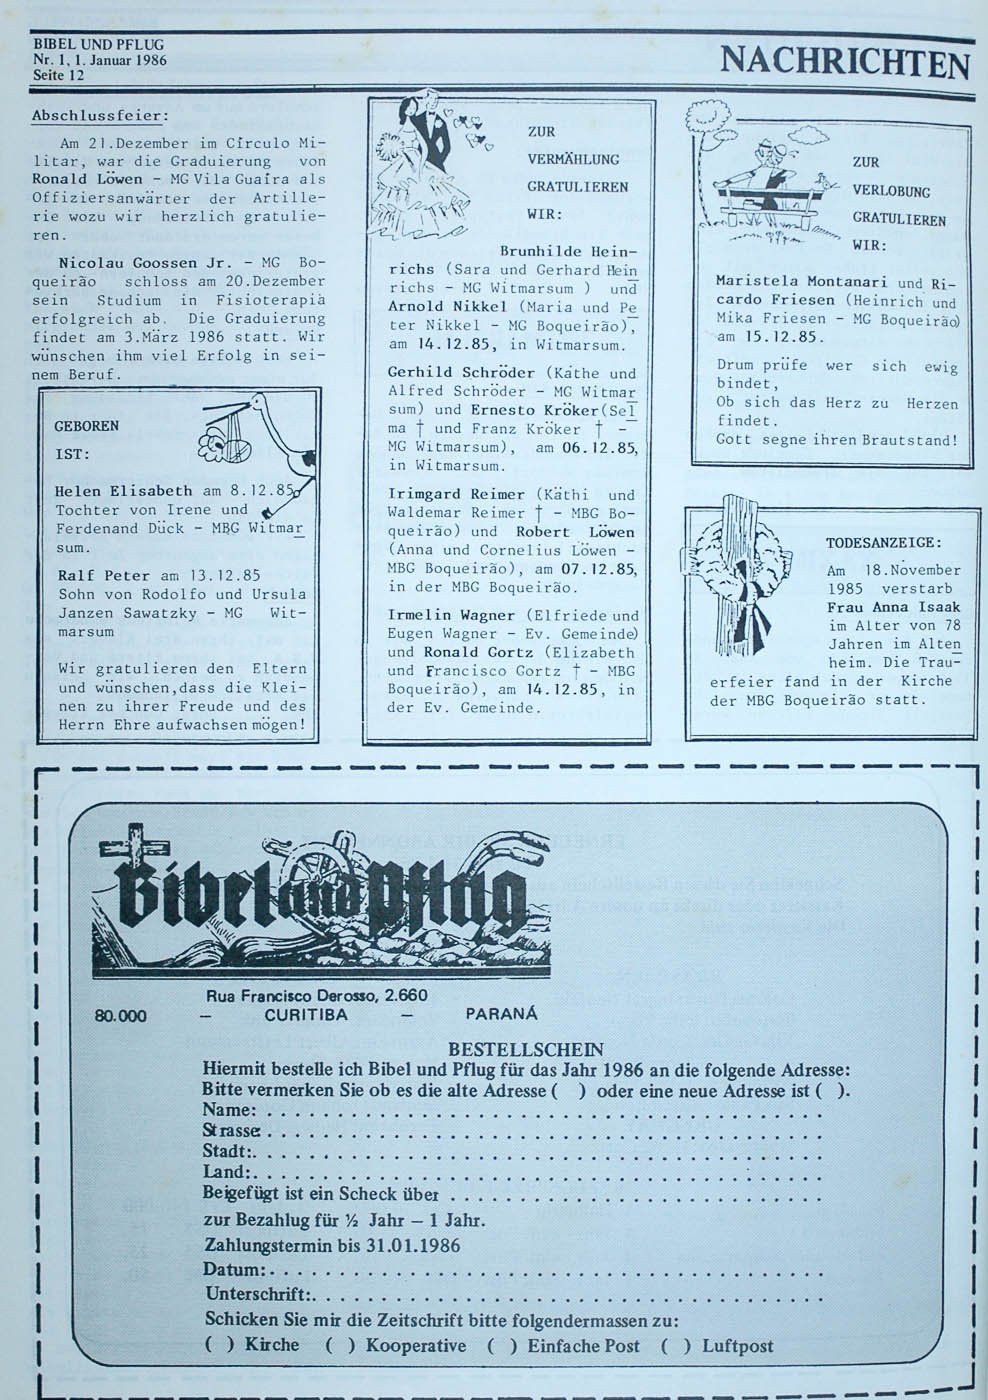 BIBEL UND PFLUG
Nr. 1, 1. Januar 1986
Seite 12
NACHRICHTEN
Abschlussfeier:
Am 21.Dezember im Círculo Mi-
litar, war die Graduierung von
Ronald Löwen - MG Vila Guaíra als
Offiziersanwärter der Artille-
rie wozu wir herzlich gratulie-
ren.
Nicolau Goossen Jr. - MG Bo-
queirão schloss am 20.Dezember
sein Studium in Fisioterapiä
erfolgreich ab. Die Graduierung
findet am 3.März 1986 statt. Wir
wünschen ihm viel Erfolg in sei-
nem Beruf.
GEBOREN
IST:
Helen Elisabeth am 8.12.85
Tochter von Irene und
Ferdenand Dück - MBG Witmar
sum.
Ralf Peter am 13.12.85
Sohn von Rodolfo und Ursula
Janzen Sawatzky - MG Wit-
marsum
Wir gratulieren den Eltern
und wünschen,dass die Klei-
nen zu ihrer Freude und des
Herrn Ehre aufwachsen mögen!
ZUR
VERMÄHLUNG
GRATULIEREN
WIR:
Brunhilde Hein-
richs (Sara und Gerhard Hein
richs - MG Witmarsum ) und
Arnold Nikkel (Maria und Pe
ter Nikkel - MG Boqueirão),
am 14.12.85, in Witmarsum.
Gerhild Schröder (Käthe und
Alfred Schröder - MG Witmar
sum) und Ernesto Kröker(Sel
ma † und Franz Kröker † -
MG Witmarsum), am 06.12.85,
in Witmarsum.
Irimgard Reimer (Käthi und
Waldemar Reimer † - MBG Bo-
queirão) und Robert Löwen
(Anna und Cornelius Löwen -
MBG Boqueirão), am 07.12.85,
in der MBG Boqueirão.
Irmelin Wagner (Elfriede und
Eugen Wagner - Ev. Gemeinde)
und Ronald Gortz (Elizabeth
und Francisco Gortz † - MBG
Boqueirão), am 14.12.85, in
der Ev. Gemeinde.
ZUR
VERLOBUNG
GRATULIEREN
WIR:
Maristela Montanari und Ri-
cardo Friesen (Heinrich und
Mika Friesen - MG Boqueirão)
am 15.12.85.
Drum prüfe wer sich ewig
bindet,
Ob sich das Herz zu Herzen
findet.
Gott segne ihren Brautstand!
TODESANZEIGE:
Am 18.November
1985 verstarb
Frau Anna Isaak
im Alter von 78
Jahren im Alten
heim. Die Trau-
erfeier fand in der Kirche
der MBG Boqueirão statt.
Bibel und Pflug
Rua Francisco Derosso, 2.660
80.000 – CURITIBA – PARANÁ
BESTELLSCHEIN
Hiermit bestelle ich Bibel und Pflug für das Jahr 1986 an die folgende Adresse:
Bitte vermerken Sie ob es die alte Adresse ( ) oder eine neue Adresse ist ( ).
Name: . . . . . . . . . . . . . . . . . . . . . . . . . . . . . . . . . . . . . . .
Strasse: . . . . . . . . . . . . . . . . . . . . . . . . . . . . . . . . . . . . . . .
Stadt: . . . . . . . . . . . . . . . . . . . . . . . . . . . . . . . . . . . . . . .
Land: . . . . . . . . . . . . . . . . . . . . . . . . . . . . . . . . . . . . . . .
Beigefügt ist ein Scheck über . . . . . . . . . . . . . . . . . . . . . . . . . .
zur Bezahlug für ½ Jahr – 1 Jahr.
Zahlungstermin bis 31.01.1986
Datum: . . . . . . . . . . . . . . . . . . . . . . . . . . . . . . . . . . . . . .
Unterschrift: . . . . . . . . . . . . . . . . . . . . . . . . . . . . . . . . . . .
Schicken Sie mir die Zeitschrift bitte folgendermassen zu:
( ) Kirche ( ) Kooperative ( ) Einfache Post ( ) Luftpost